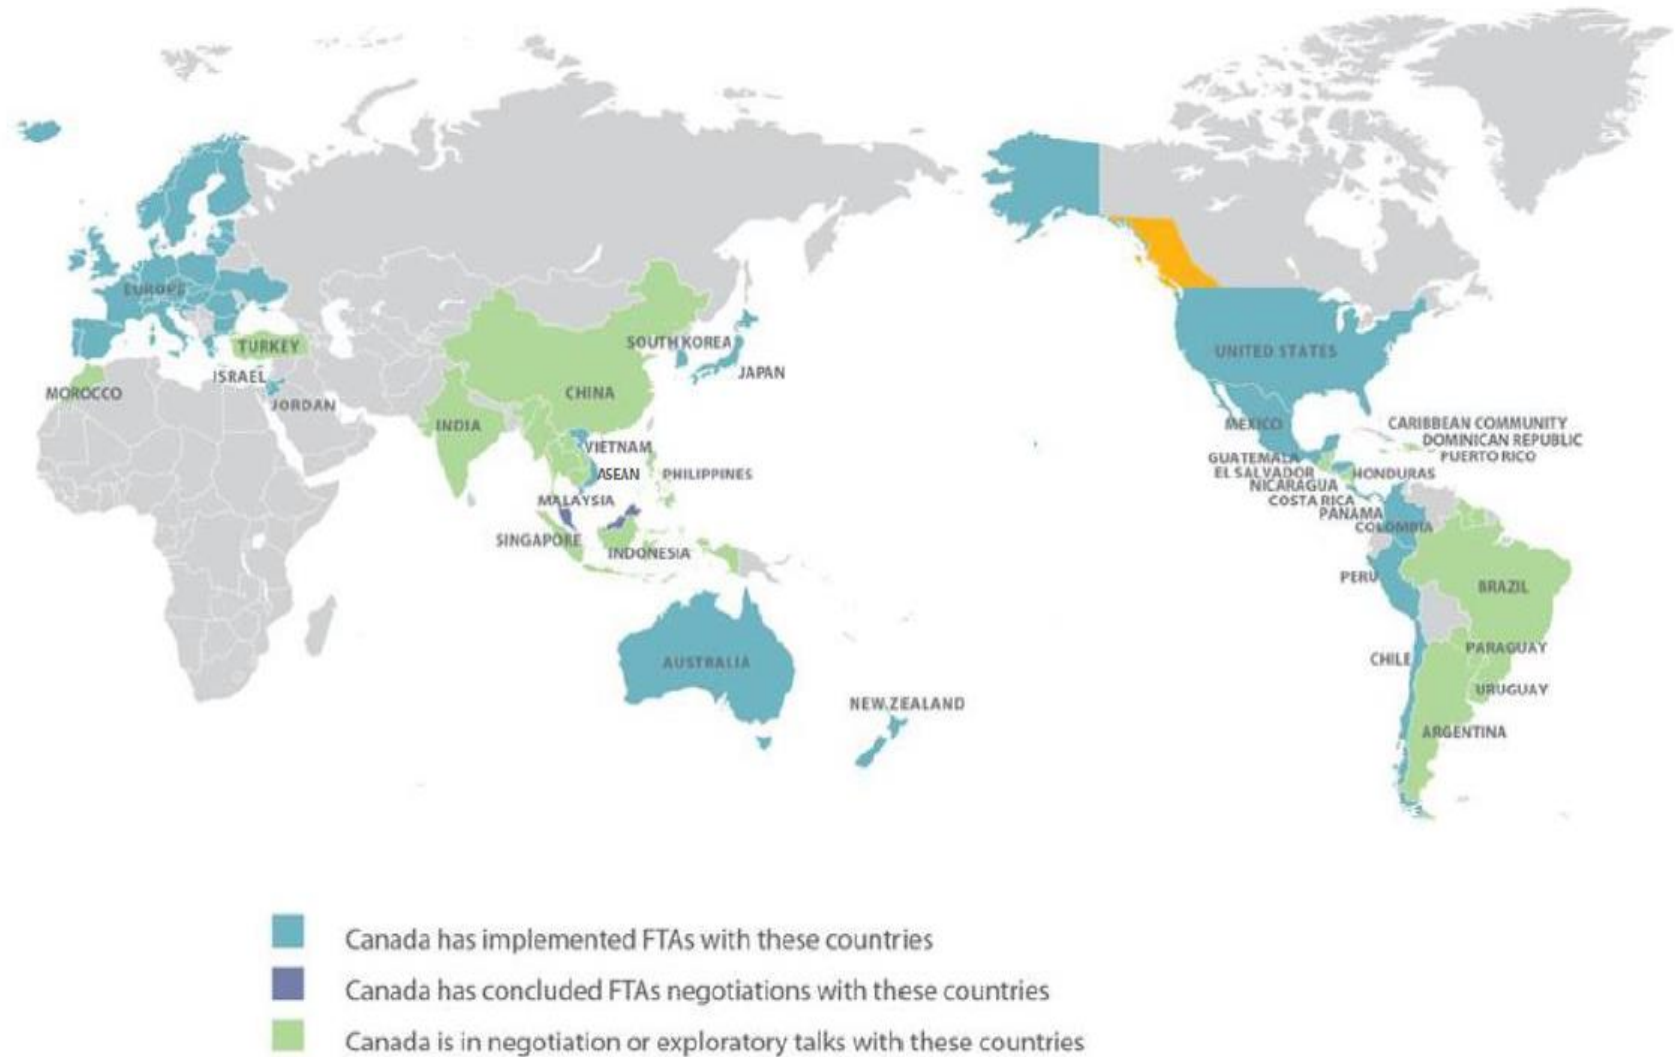 EUROPE
TURKEY
ISRAEL
JORDAN
MOROCCO
SOUTH KOREA
JAPAN
CHINA
INDIA
VIETNAM
ASEAN
PHILIPPINES
MALAYSIA
SINGAPORE
INDONESIA
AUSTRALIA
NEW ZEALAND
UNITED STATES
MEXICO
CARIBBEAN COMMUNITY
DOMINICAN REPUBLIC
PUERTO RICO
GUATEMALA
EL SALVADOR
HONDURAS
NICARAGUA
COSTA RICA
PANAMA
COLOMBIA
PERU
BRAZIL
CHILE
PARAGUAY
URUGUAY
ARGENTINA
Canada has implemented FTAs with these countries
Canada has concluded FTAs negotiations with these countries
Canada is in negotiation or exploratory talks with these countries